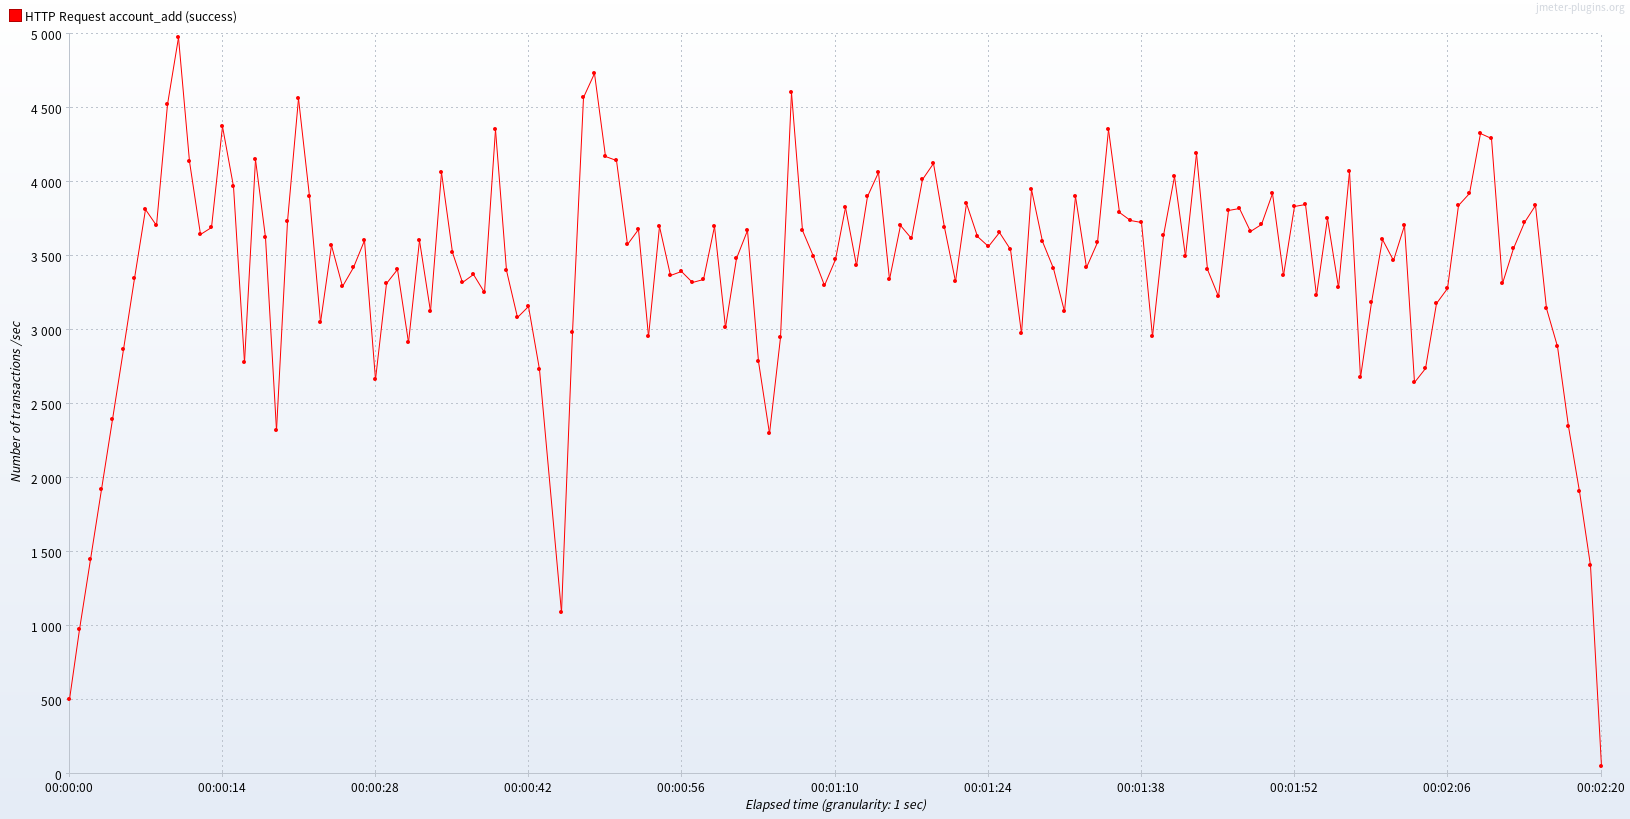 jmeter-plugins.org
HTTP Request account_add (success)
5 000
4 500
4 000
3 500
3 000
2 500
2 000
1 500
1 000
500
0
Number of transactions /sec
00:00:00 00:00:14 00:00:28 00:00:42 00:00:56 00:01:10 00:01:24 00:01:38 00:01:52 00:02:06 00:02:20
Elapsed time (granularity: 1 sec)